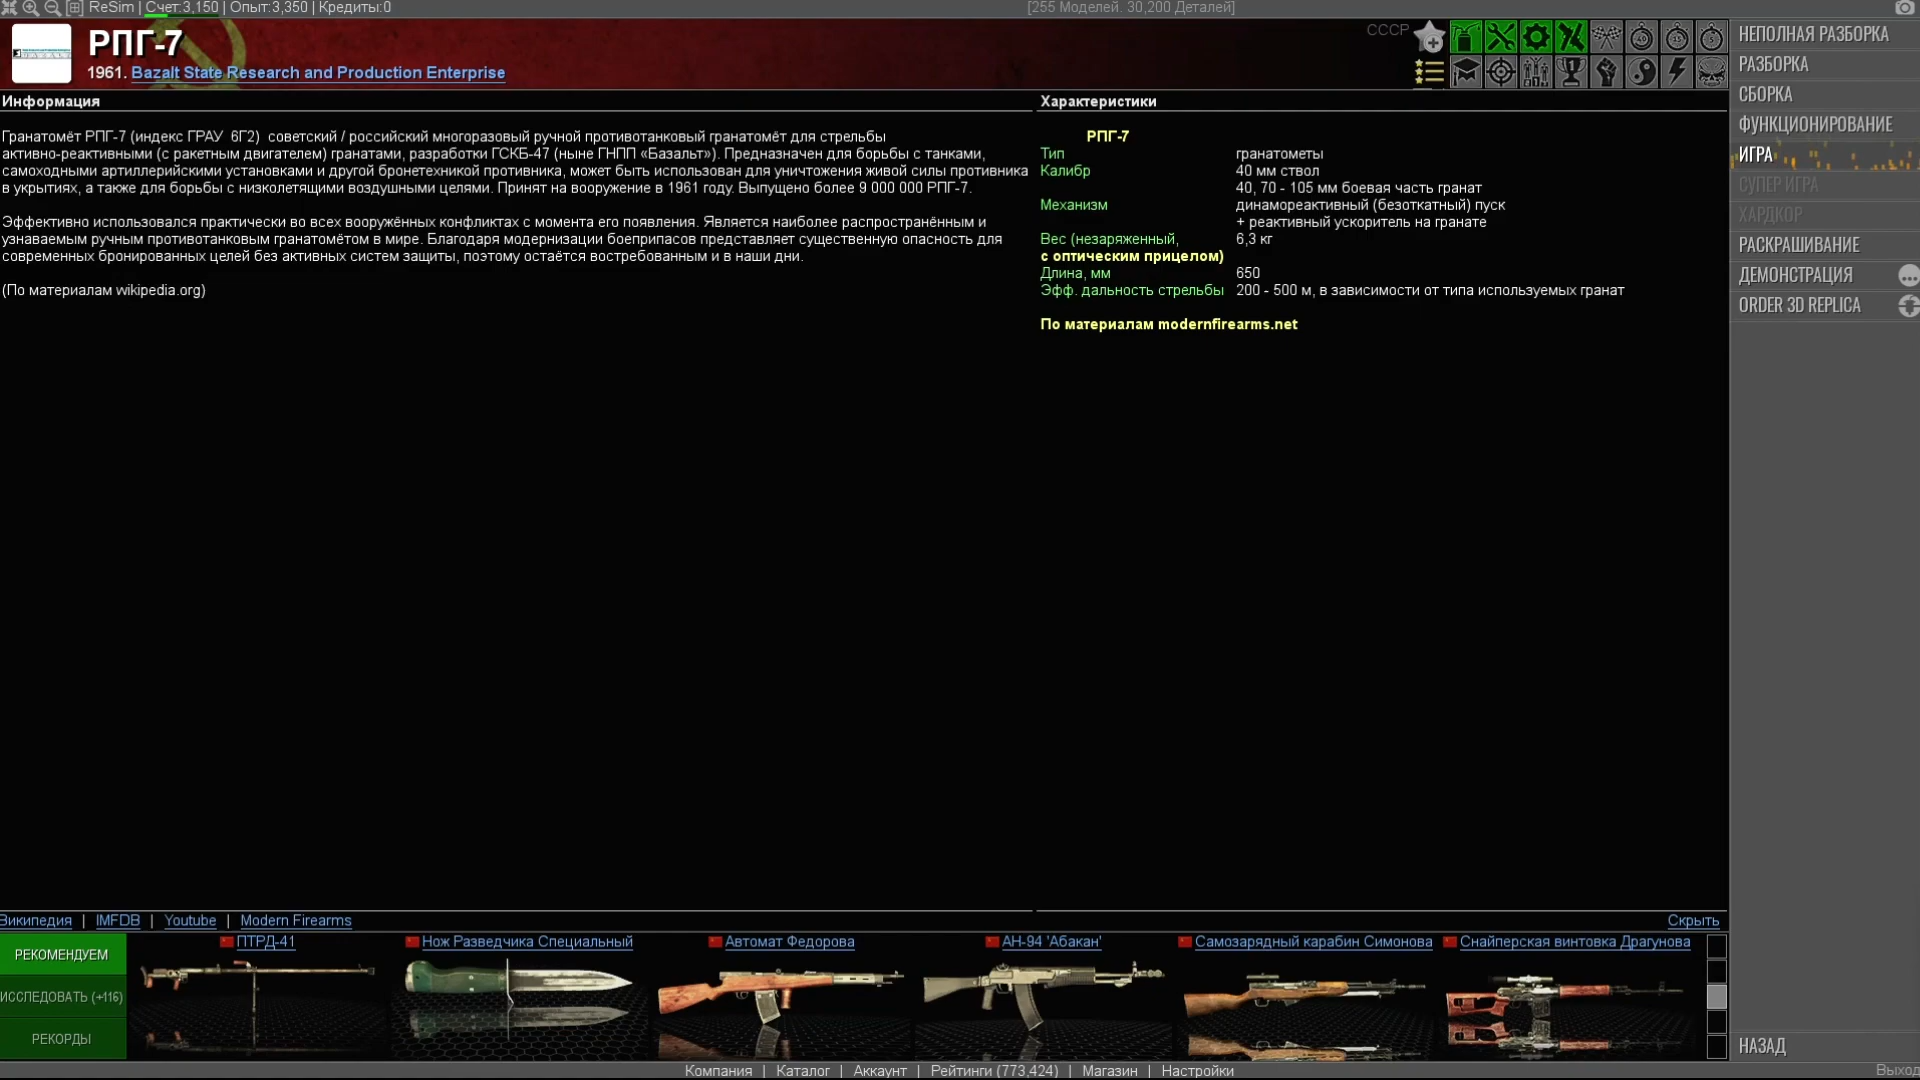 ReSim | Счет:3,150 | Опыт:3,350 | Кредиты:0
[255 Моделей. 30,200 Деталей]
РПГ-7
1961. Bazalt State Research and Production Enterprise
СССР
НЕПОЛНАЯ РАЗБОРКА
РАЗБОРКА
СБОРКА
ФУНКЦИОНИРОВАНИЕ
ИГРА
СУПЕР ИГРА
ХАРДКОР
РАСКРАШИВАНИЕ
ДЕМОНСТРАЦИЯ
ORDER 3D REPLICA
Информация
Гранатомёт РПГ-7 (индекс ГРАУ 6Г2) советский / российский многоразовый ручной противотанковый гранатомёт для стрельбы
активно-реактивными (с ракетным двигателем) гранатами, разработки ГСКБ-47 (ныне ГНПП «Базальт»). Предназначен для борьбы с танками,
самоходными артиллерийскими установками и другой бронетехникой противника, может быть использован для уничтожения живой силы противника
в укрытиях, а также для борьбы с низколетящими воздушными целями. Принят на вооружение в 1961 году. Выпущено более 9 000 000 РПГ-7.
Эффективно использовался практически во всех вооружённых конфликтах с момента его появления. Является наиболее распространённым и
узнаваемым ручным противотанковым гранатомётом в мире. Благодаря модернизации боеприпасов представляет существенную опасность для
современных бронированных целей без активных систем защиты, поэтому остаётся востребованным и в наши дни.
(По материалам wikipedia.org)
Характеристики
РПГ-7
Тип гранатометы
Калибр 40 мм ствол
40, 70 - 105 мм боевая часть гранат
Механизм динамореактивный (безоткатный) пуск
+ реактивный ускоритель на гранате
Вес (незаряженный, 6,3 кг
с оптическим прицелом)
Длина, мм 650
Эфф. дальность стрельбы 200 - 500 м, в зависимости от типа используемых гранат
По материалам modernfirearms.net
Википедия | IMFDB | Youtube | Modern Firearms
Скрыть
РЕКОМЕНДУЕМ
ИССЛЕДОВАТЬ (+116)
РЕКОРДЫ
ПТРД-41
Нож Разведчика Специальный
Автомат Федорова
АН-94 'Абакан'
Самозарядный карабин Симонова
Снайперская винтовка Драгунова
НАЗАД
Компания | Каталог | Аккаунт | Рейтинги (773,424) | Магазин | Настройки
Выход